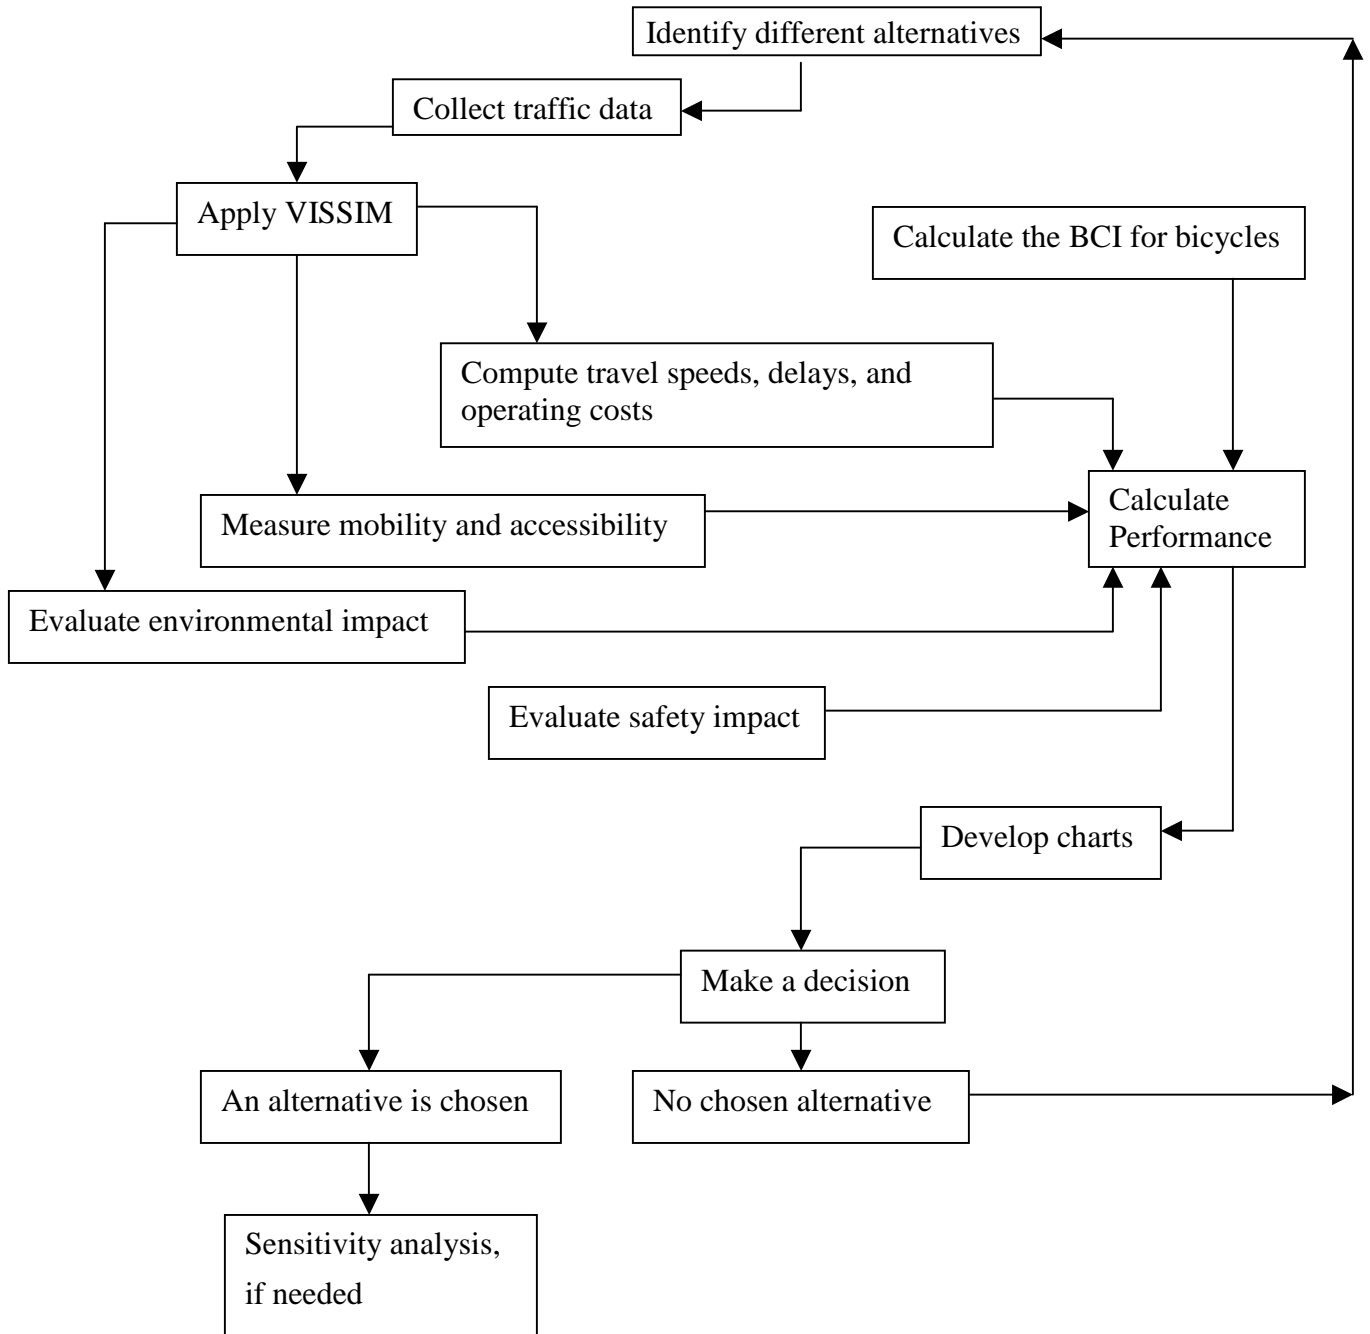 Identify different alternatives
Collect traffic data
Apply VISSIM
Calculate the BCI for bicycles
Compute travel speeds, delays, and
operating costs
Measure mobility and accessibility
Calculate
Performance
Evaluate environmental impact
Evaluate safety impact
Develop charts
Make a decision
An alternative is chosen
No chosen alternative
Sensitivity analysis,
if needed